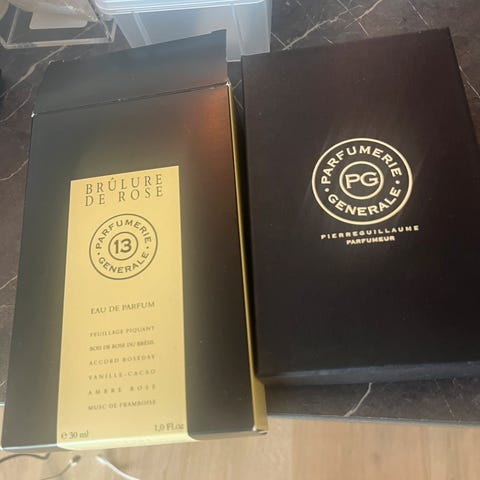 BRÛLURE
DE ROSE
PARFUMERIE
13
GENERALE
EAU DE PARFUM
FEUILLAGE PIQUANT
BOIS DE ROSE DU BRÉSIL
ACCORD ROSÉDAY
VANILLE-CACAO
AMBRE ROSE
MUSC DE FRAMBOISE
e 30 ml 1,0 Fl.oz
PARFUMERIE
PG
GENERALE
PIERREGUILLAUME
PARFUMEUR